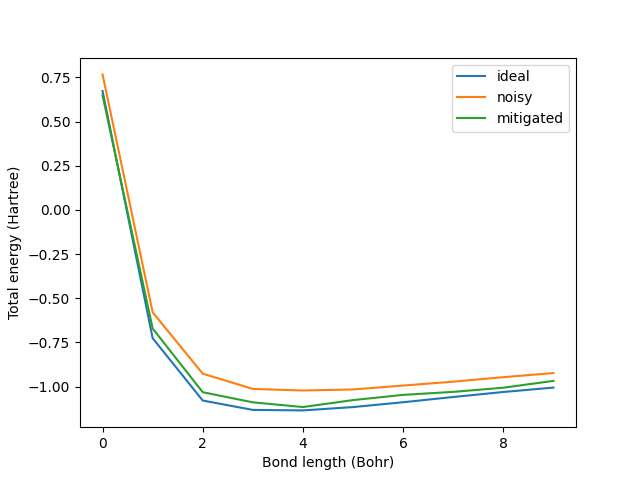 ideal
noisy
mitigated
0.75
0.50
0.25
0.00
−0.25
−0.50
−0.75
−1.00
Total energy (Hartree)
0 2 4 6 8
Bond length (Bohr)